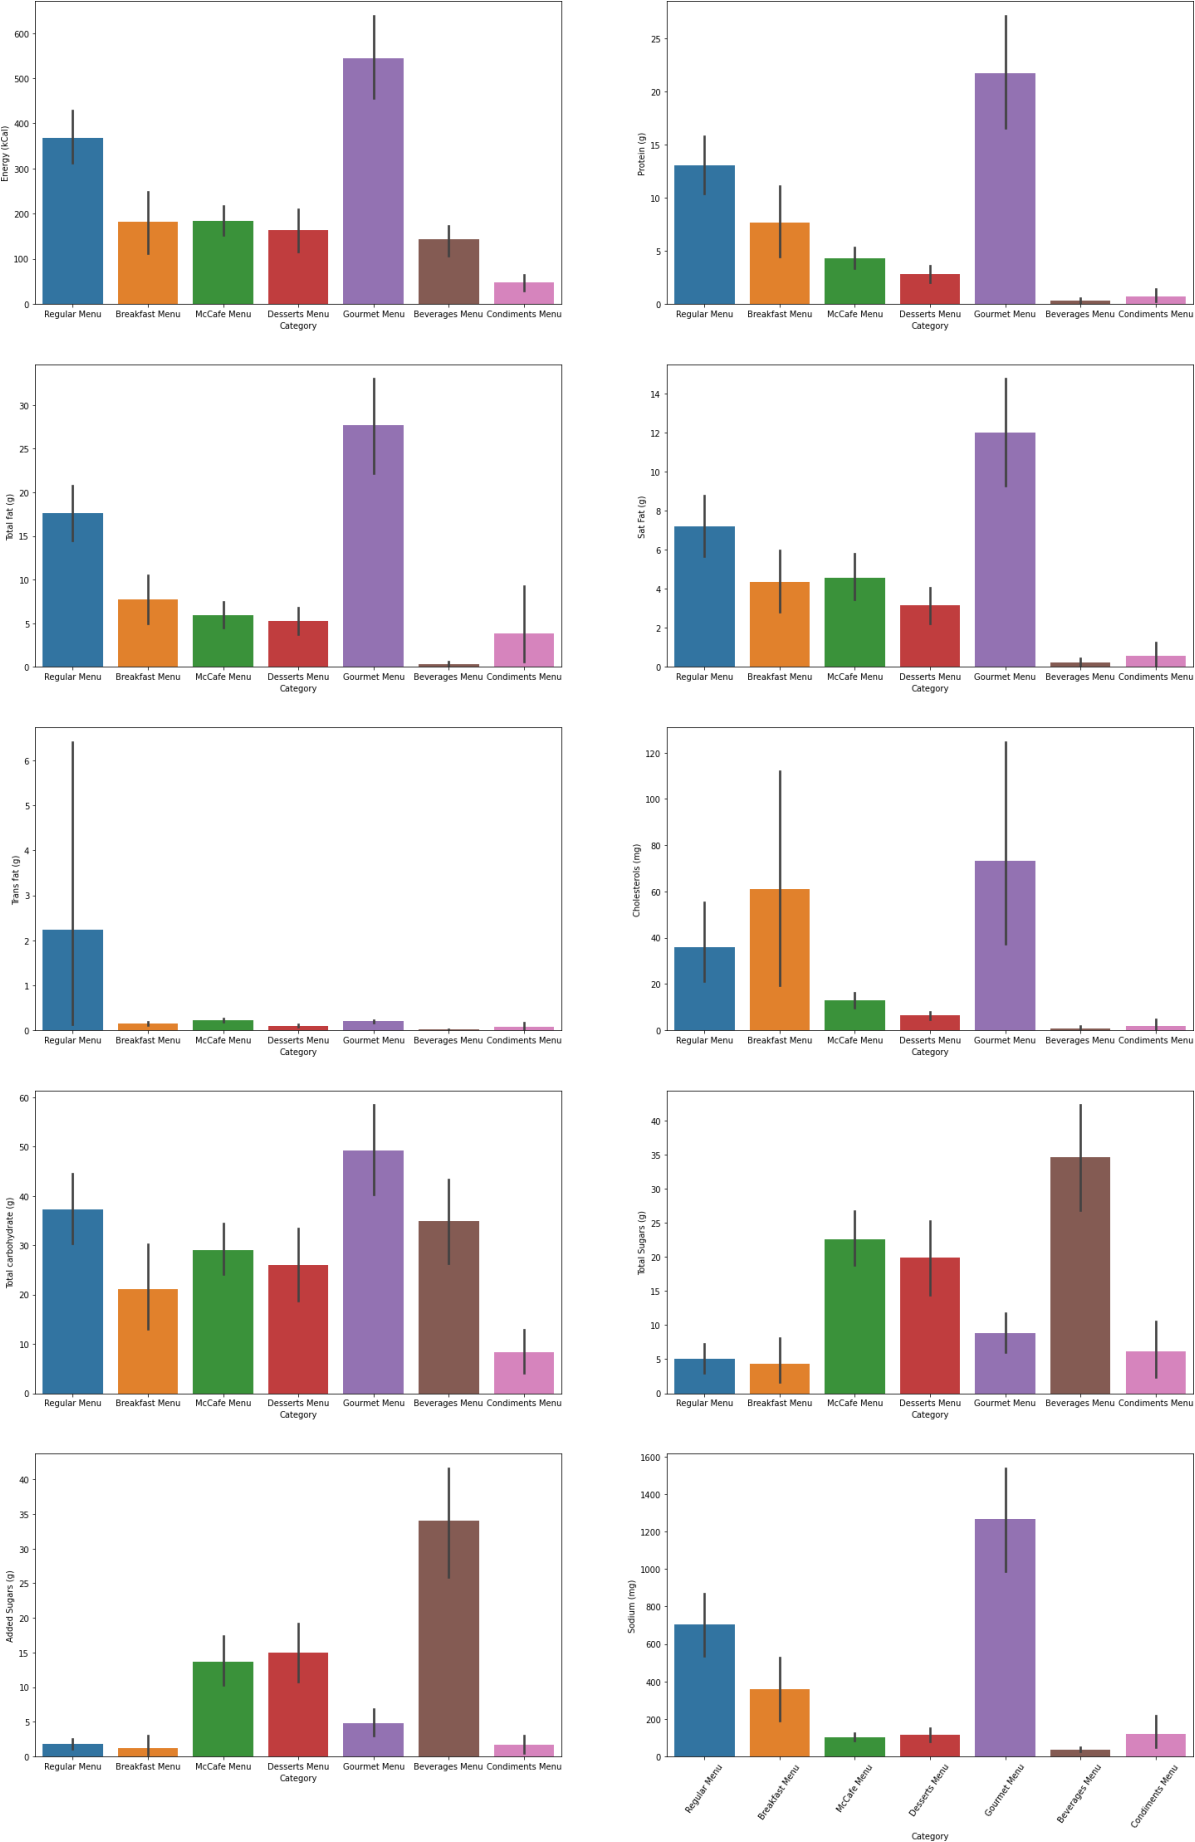 Energy (kCal)
600
500
400
300
200
100
0
Regular Menu Breakfast Menu McCafe Menu Desserts Menu Gourmet Menu Beverages Menu Condiments Menu
Category
Protein (g)
25
20
15
10
5
0
Regular Menu Breakfast Menu McCafe Menu Desserts Menu Gourmet Menu Beverages Menu Condiments Menu
Category
Total fat (g)
30
25
20
15
10
5
0
Regular Menu Breakfast Menu McCafe Menu Desserts Menu Gourmet Menu Beverages Menu Condiments Menu
Category
Sat Fat (g)
14
12
10
8
6
4
2
0
Regular Menu Breakfast Menu McCafe Menu Desserts Menu Gourmet Menu Beverages Menu Condiments Menu
Category
Trans fat (g)
6
5
4
3
2
1
0
Regular Menu Breakfast Menu McCafe Menu Desserts Menu Gourmet Menu Beverages Menu Condiments Menu
Category
Cholesterols (mg)
120
100
80
60
40
20
0
Regular Menu Breakfast Menu McCafe Menu Desserts Menu Gourmet Menu Beverages Menu Condiments Menu
Category
Total carbohydrate (g)
60
50
40
30
20
10
0
Regular Menu Breakfast Menu McCafe Menu Desserts Menu Gourmet Menu Beverages Menu Condiments Menu
Category
Total Sugars (g)
40
35
30
25
20
15
10
5
0
Regular Menu Breakfast Menu McCafe Menu Desserts Menu Gourmet Menu Beverages Menu Condiments Menu
Category
Added Sugars (g)
40
35
30
25
20
15
10
5
0
Regular Menu Breakfast Menu McCafe Menu Desserts Menu Gourmet Menu Beverages Menu Condiments Menu
Category
Sodium (mg)
1600
1400
1200
1000
800
600
400
200
0
Regular Menu
Breakfast Menu
McCafe Menu
Desserts Menu
Gourmet Menu
Beverages Menu
Condiments Menu
Category